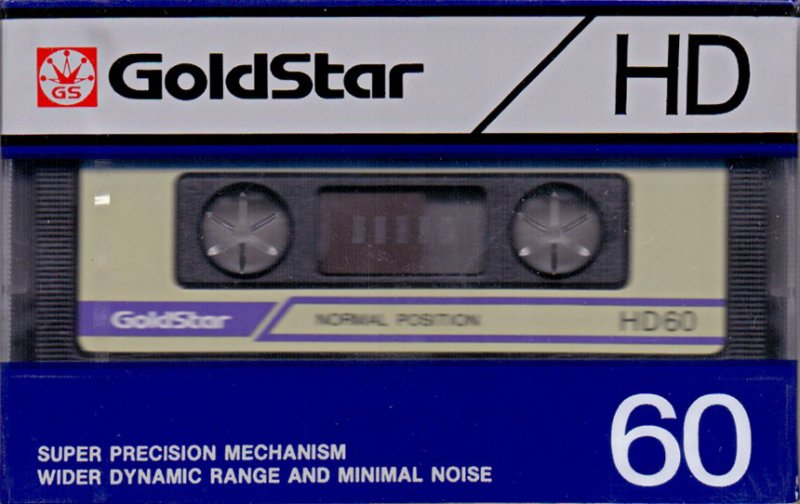 GS GoldStar / HD
GoldStar NORMAL POSITION HD60
SUPER PRECISION MECHANISM
WIDER DYNAMIC RANGE AND MINIMAL NOISE
60